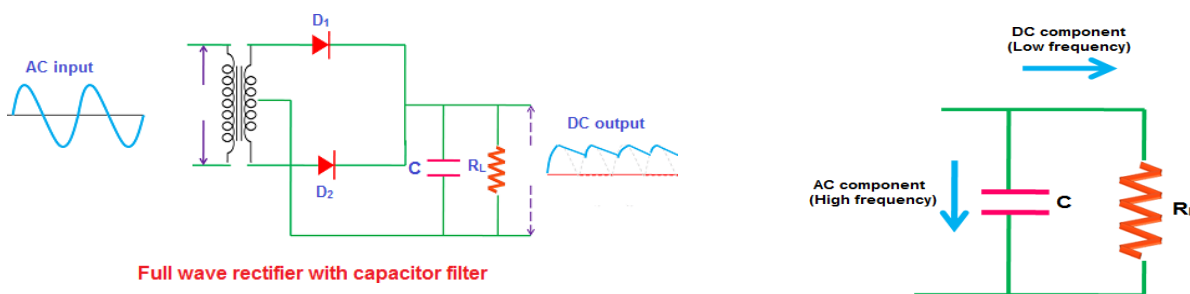 D1
AC input
DC output
C
RL
D2
Full wave rectifier with capacitor filter
DC component
(Low frequency)
AC component
(High frequency)
C
R